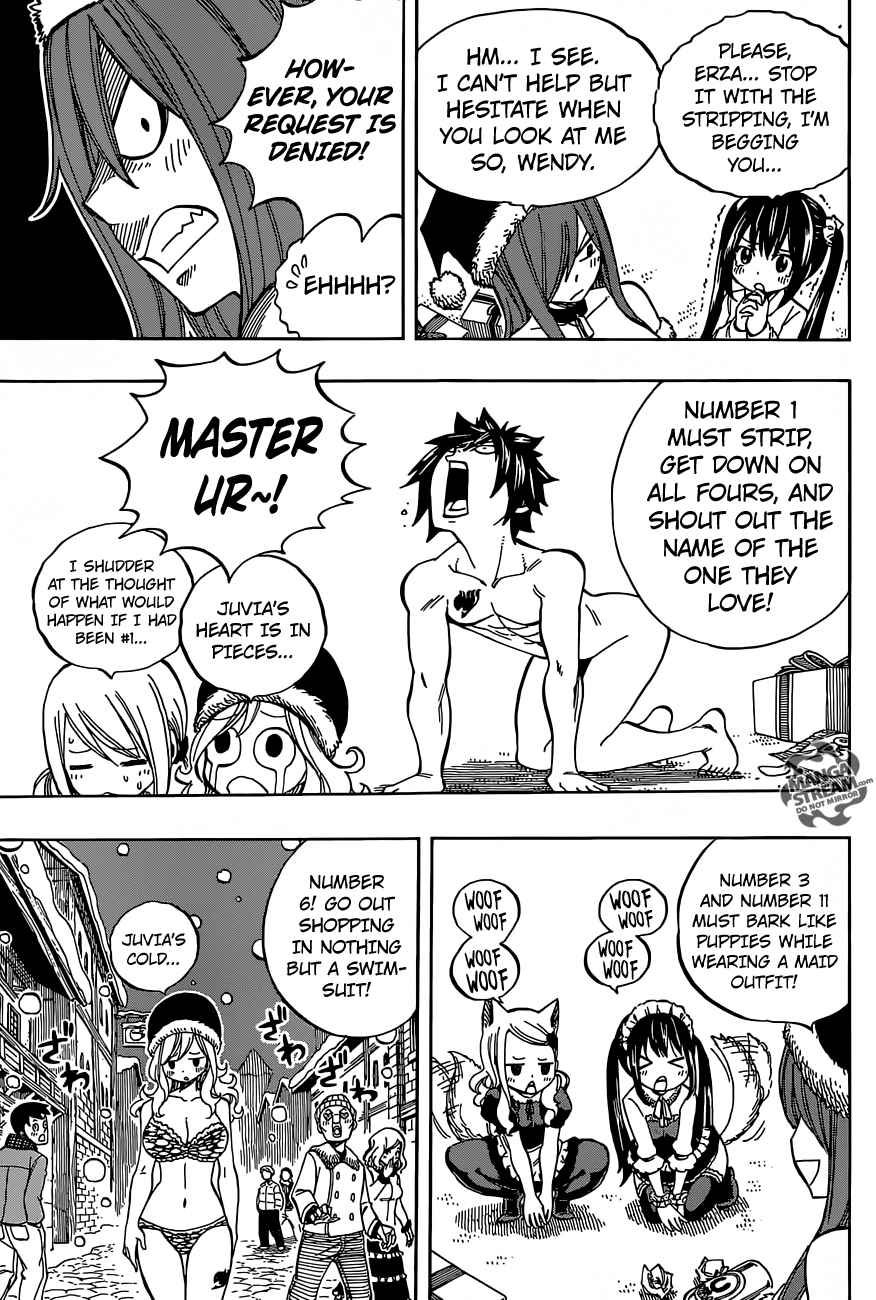 PLEASE,
ERZA... STOP
IT WITH THE
STRIPPING, I'M
BEGGING
YOU...
HM... I SEE.
I CAN'T HELP BUT
HESITATE WHEN
YOU LOOK AT ME
SO, WENDY.
HOW-
EVER, YOUR
REQUEST IS
DENIED!
EHHHH?
NUMBER 1
MUST STRIP,
GET DOWN ON
ALL FOURS, AND
SHOUT OUT THE
NAME OF THE
ONE THEY
LOVE!
MASTER
UR~!
JUVIA'S
HEART IS IN
PIECES...
I SHUDDER
AT THE THOUGHT
OF WHAT WOULD
HAPPEN IF I HAD
BEEN #1...
MANGA
STREAM.com
DO NOT MIRROR
NUMBER 3
AND NUMBER 11
MUST BARK LIKE
PUPPIES WHILE
WEARING A MAID
OUTFIT!
WOOF
WOOF
WOOF
WOOF
WOOF
WOOF
WOOF
WOOF
C
NUMBER
6! GO OUT
SHOPPING
IN NOTHING
BUT A SWIM-
SUIT!
JUVIA'S
COLD...
ざわ
ざわ